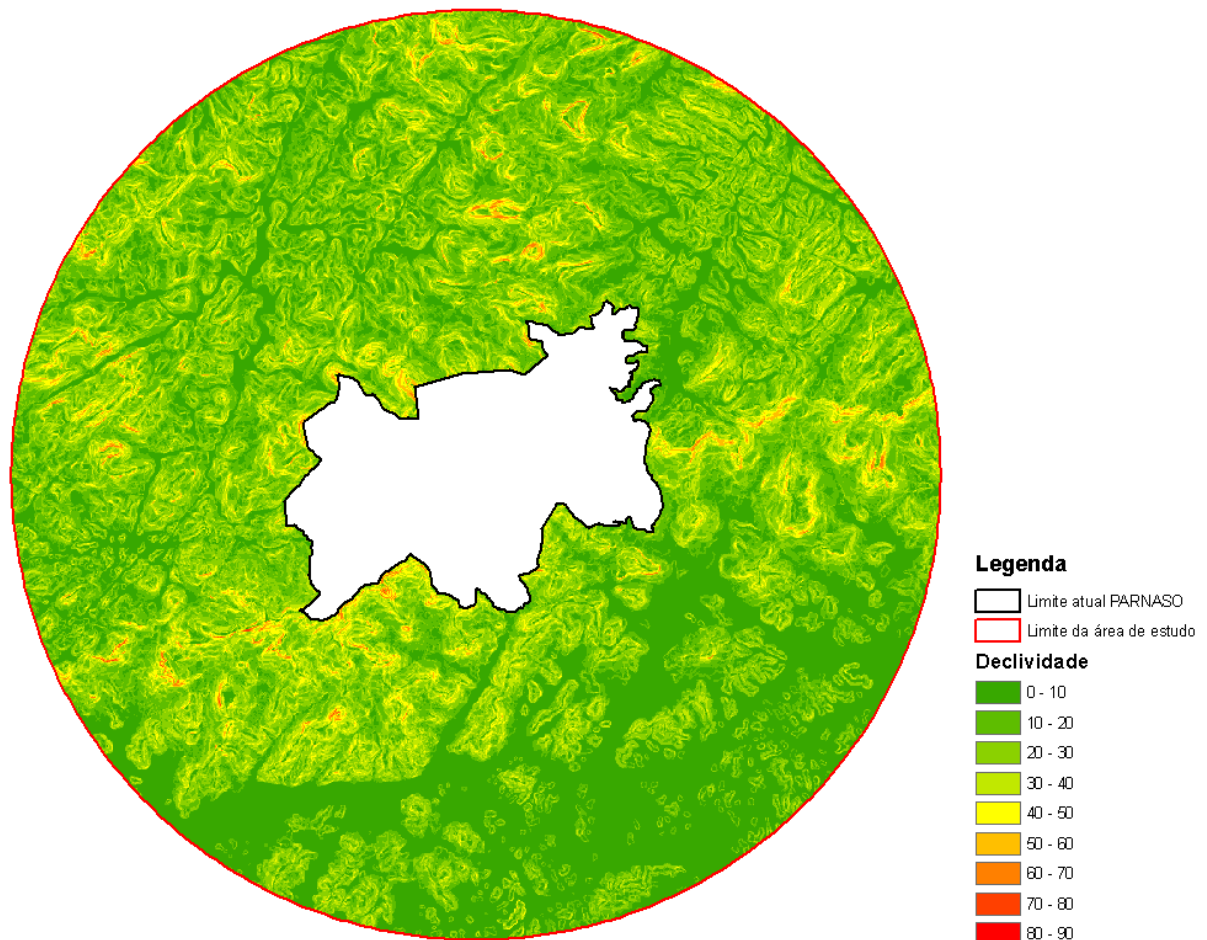 Legenda
Limite atual PARNASO
Limite da área de estudo
Declividade
0 - 10
10 - 20
20 - 30
30 - 40
40 - 50
50 - 60
60 - 70
70 - 80
80 - 90